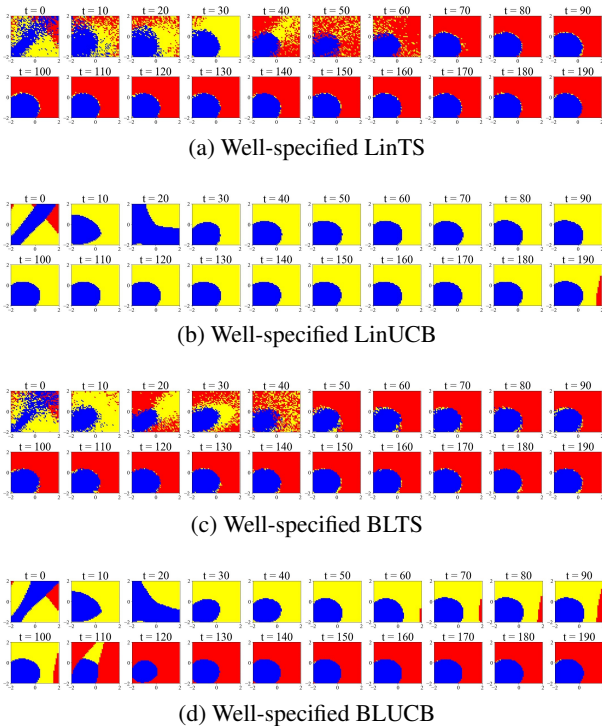 t = 0 t = 10 t = 20 t = 30 t = 40 t = 50 t = 60 t = 70 t = 80 t = 90
t = 100 t = 110 t = 120 t = 130 t = 140 t = 150 t = 160 t = 170 t = 180 t = 190
(a) Well-specified LinTS
t = 0 t = 10 t = 20 t = 30 t = 40 t = 50 t = 60 t = 70 t = 80 t = 90
t = 100 t = 110 t = 120 t = 130 t = 140 t = 150 t = 160 t = 170 t = 180 t = 190
(b) Well-specified LinUCB
t = 0 t = 10 t = 20 t = 30 t = 40 t = 50 t = 60 t = 70 t = 80 t = 90
t = 100 t = 110 t = 120 t = 130 t = 140 t = 150 t = 160 t = 170 t = 180 t = 190
(c) Well-specified BLTS
t = 0 t = 10 t = 20 t = 30 t = 40 t = 50 t = 60 t = 70 t = 80 t = 90
t = 100 t = 110 t = 120 t = 130 t = 140 t = 150 t = 160 t = 170 t = 180 t = 190
(d) Well-specified BLUCB